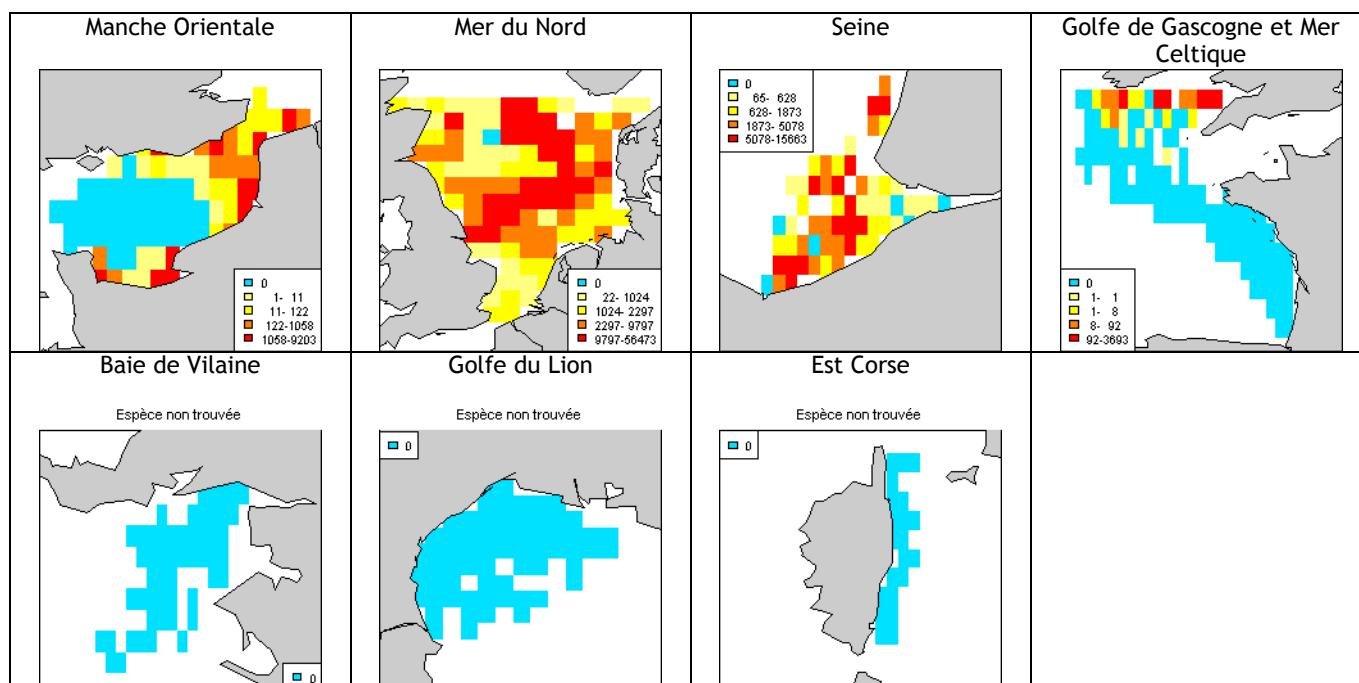 Manche Orientale
0
1- 11
11- 122
122-1058
1058-9203
Mer du Nord
0
22- 1024
1024- 2297
2297- 9797
9797-56473
Seine
0
65- 628
628- 1873
1873- 5078
5078-15663
Golfe de Gascogne et Mer
Celtique
0
1- 1
1- 8
8- 92
92-3693
Baie de Vilaine
Espèce non trouvée
0
Golfe du Lion
Espèce non trouvée
0
Est Corse
Espèce non trouvée
0